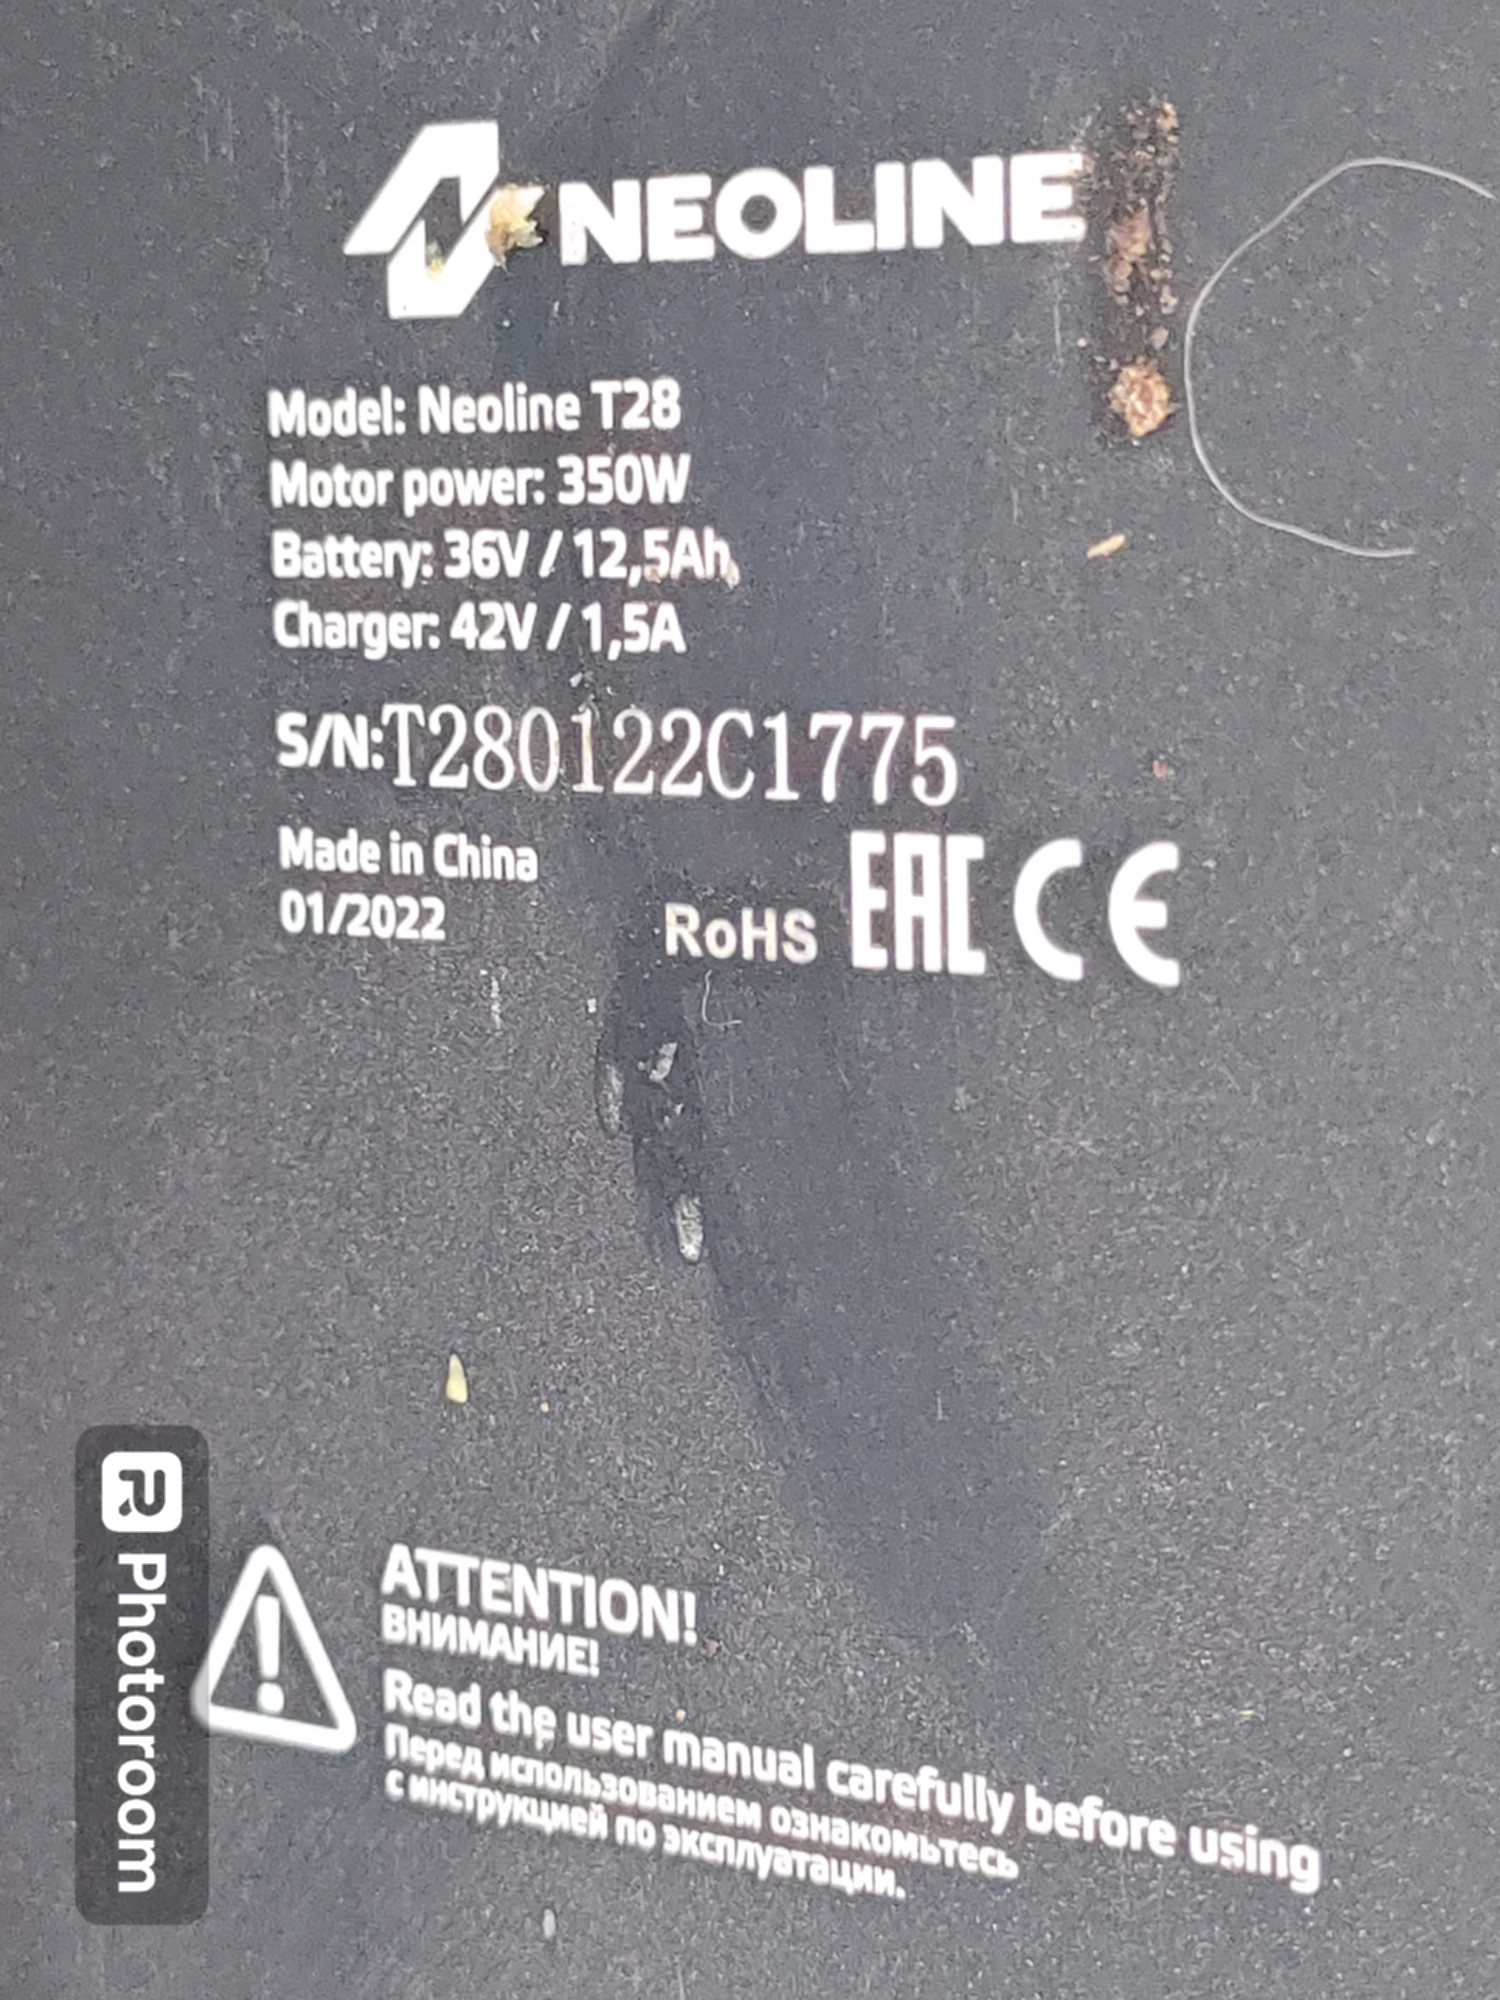 NEOLINE
Model: Neoline T28
Motor power: 350W
Battery: 36V / 12,5Ah
Charger: 42V / 1,5A
S/N:T280122C1775
Made in China
01/2022
RoHS EAC CE
ATTENTION!
ВНИМАНИЕ!
Read the user manual carefully before using
Перед использованием ознакомьтесь
с инструкцией по эксплуатации.
Photoroom